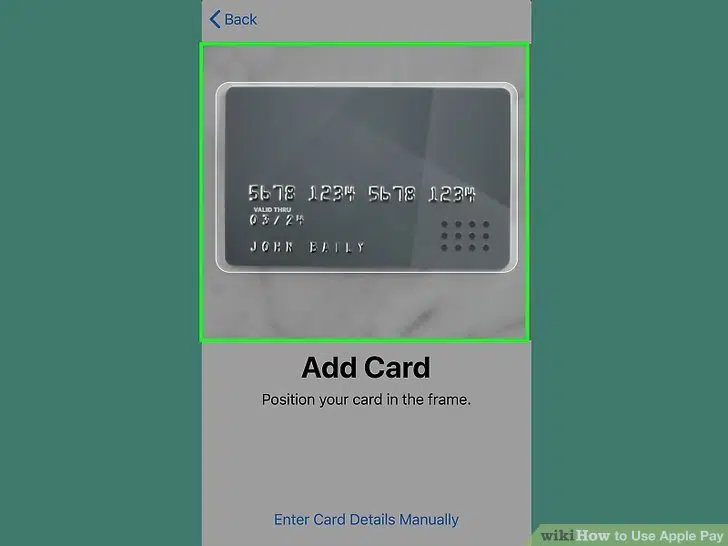 Back
5678 1234 5678 1234
VALID THRU
03/24
JOHN BAILY
Add Card
Position your card in the frame.
Enter Card Details Manually
wikiHow to Use Apple Pay